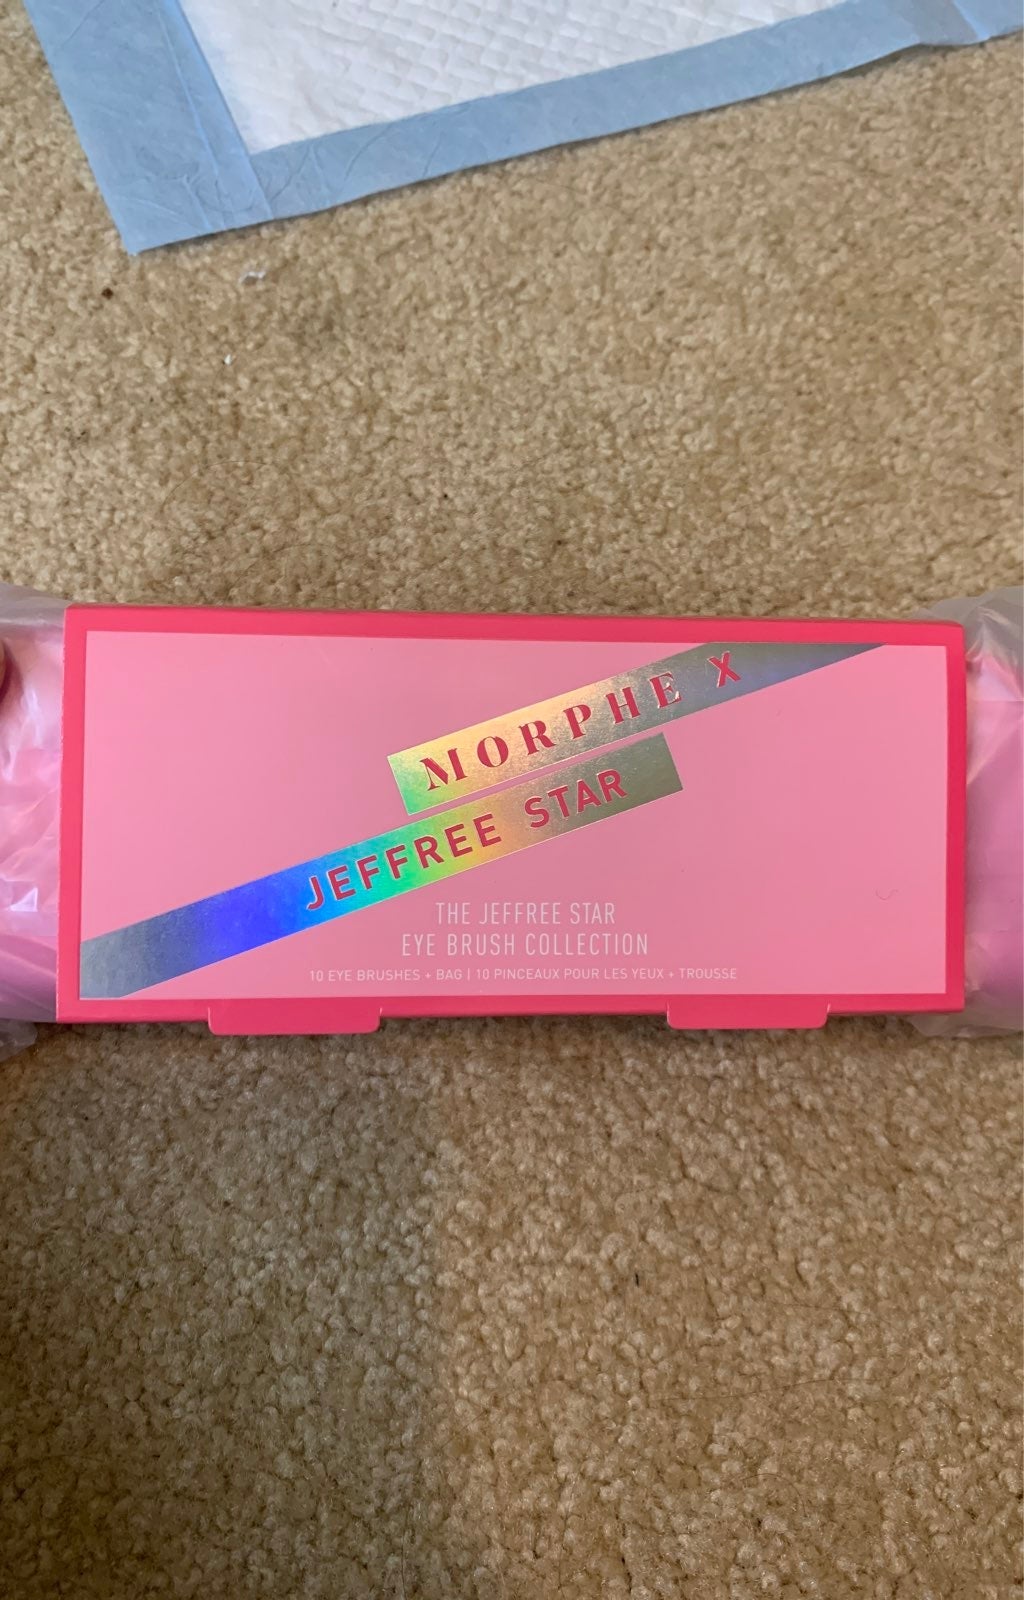 MORPHE X
JEFFREE STAR
THE JEFFREE STAR
EYE BRUSH COLLECTION
10 EYE BRUSHES + BAG | 10 PINCEAUX POUR LES YEUX + TROUSSE